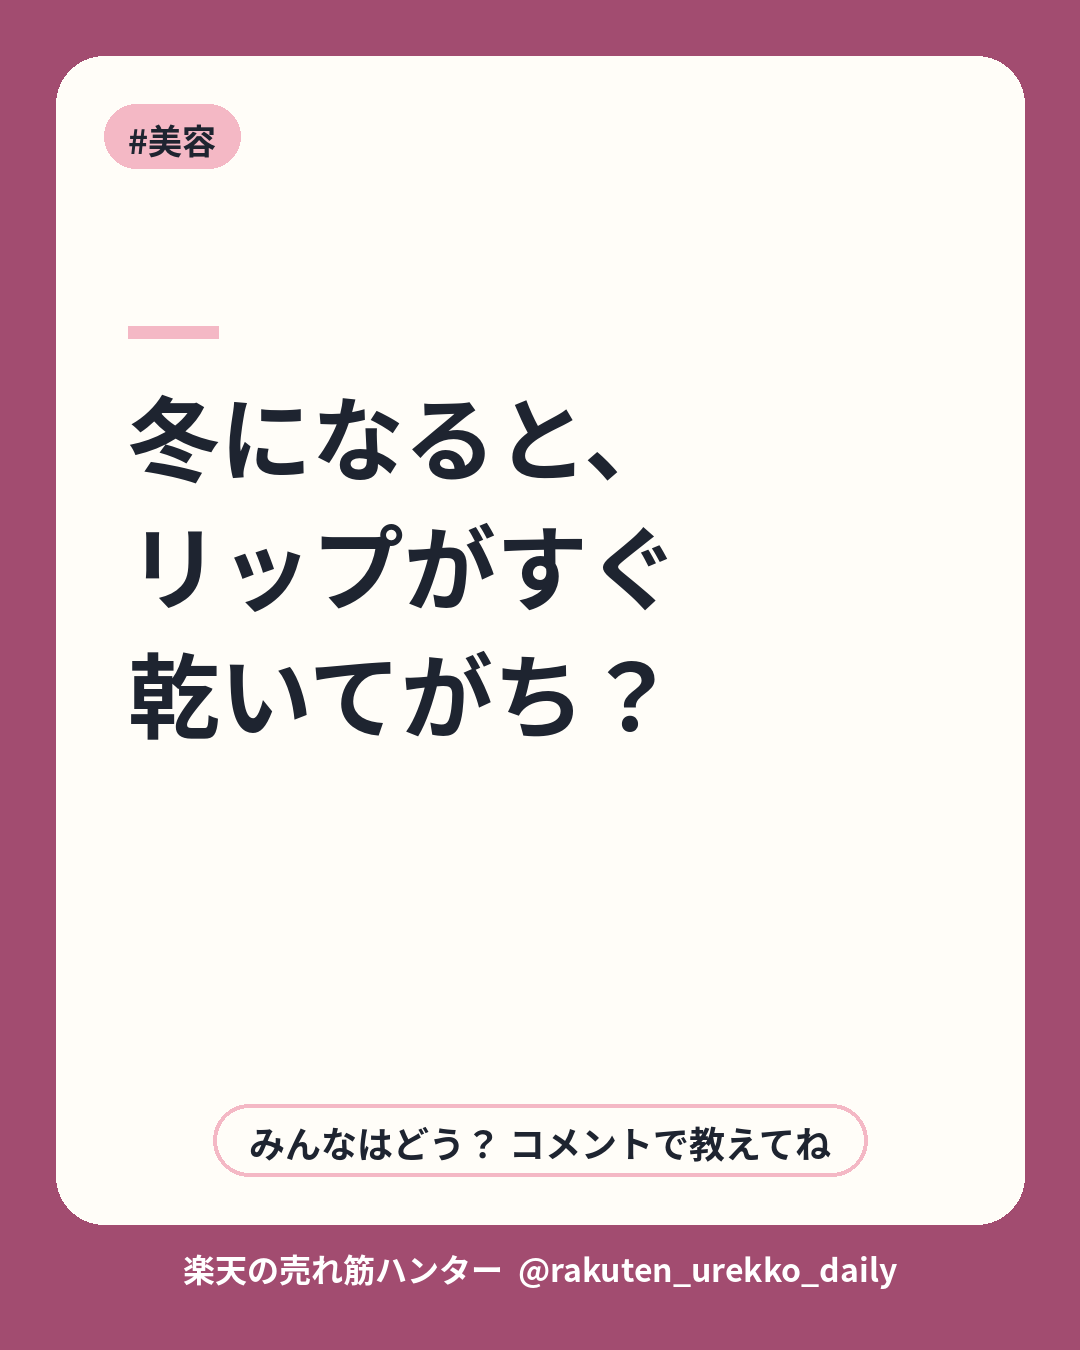 #美容
冬になると、
リップがすぐ
乾いてがち？
みんなはどう？ コメントで教えてね
楽天の売れ筋ハンター @rakuten_urekko_daily